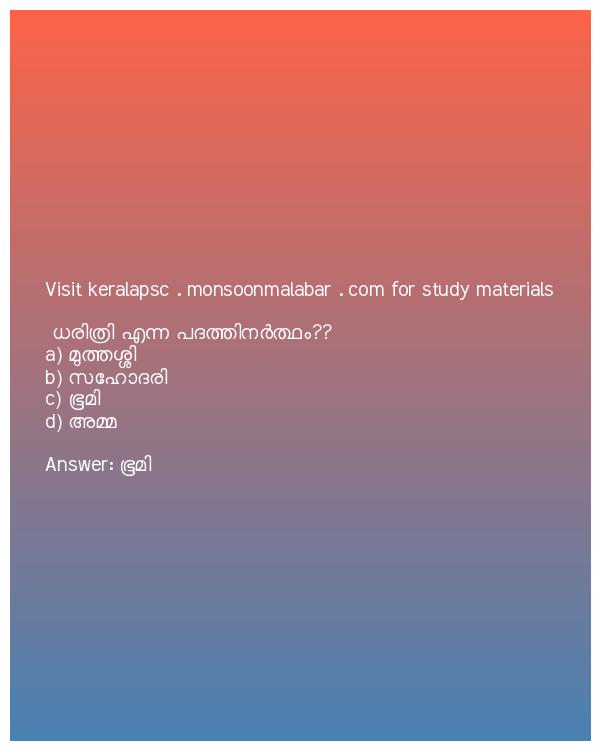 Visit keralapsc . monsoonmalabar . com for study materials
ധരിത്രി എന്ന പദത്തിനർത്ഥം??
a) മുത്തശ്ശി
b) സഹോദരി
c) ഭൂമി
d) അമ്മ
Answer: ഭൂമി